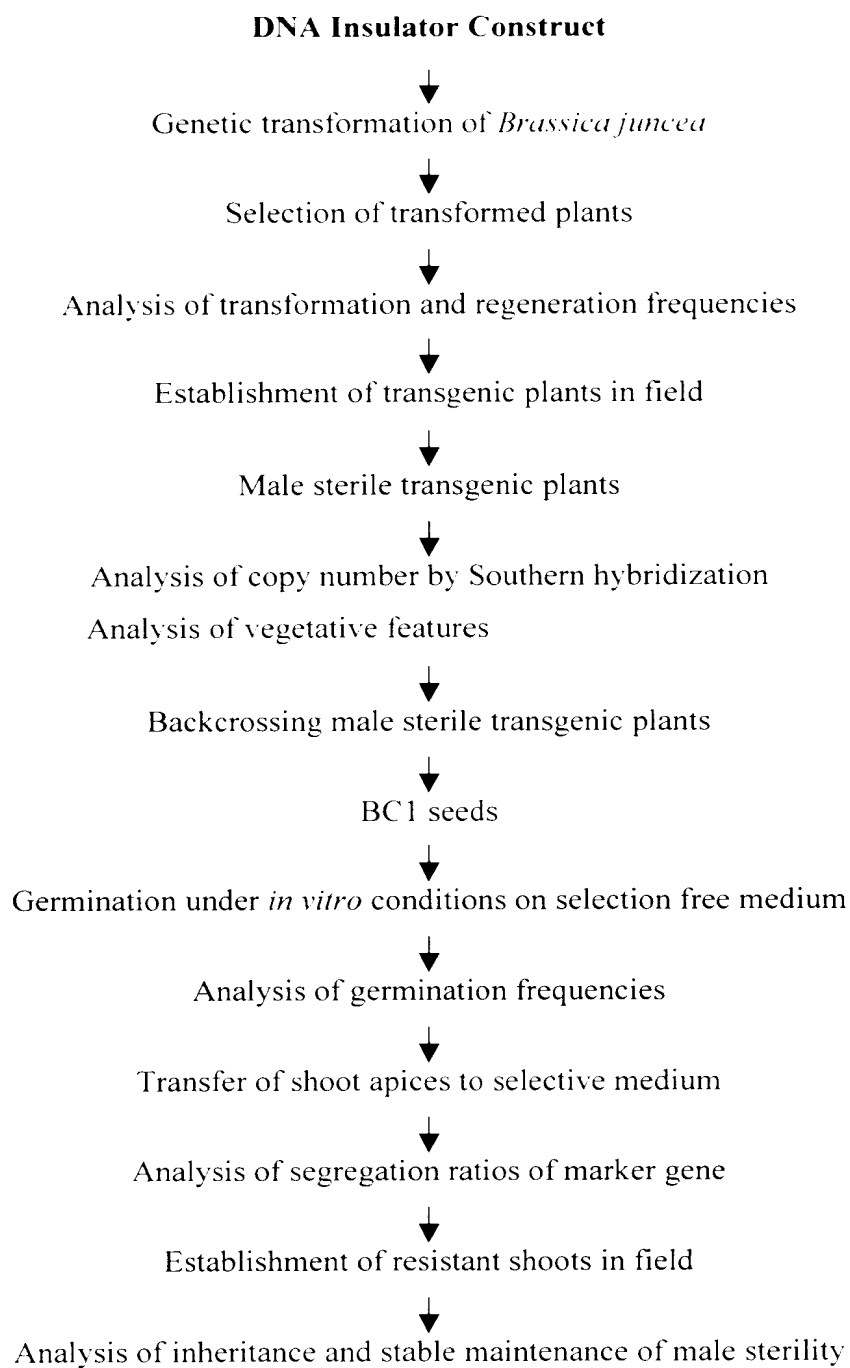 DNA Insulator Construct
Genetic transformation of Brassica juncea
Selection of transformed plants
Analysis of transformation and regeneration frequencies
Establishment of transgenic plants in field
Male sterile transgenic plants
Analysis of copy number by Southern hybridization
Analysis of vegetative features
Backcrossing male sterile transgenic plants
BC1 seeds
Germination under in vitro conditions on selection free medium
Analysis of germination frequencies
Transfer of shoot apices to selective medium
Analysis of segregation ratios of marker gene
Establishment of resistant shoots in field
Analysis of inheritance and stable maintenance of male sterility